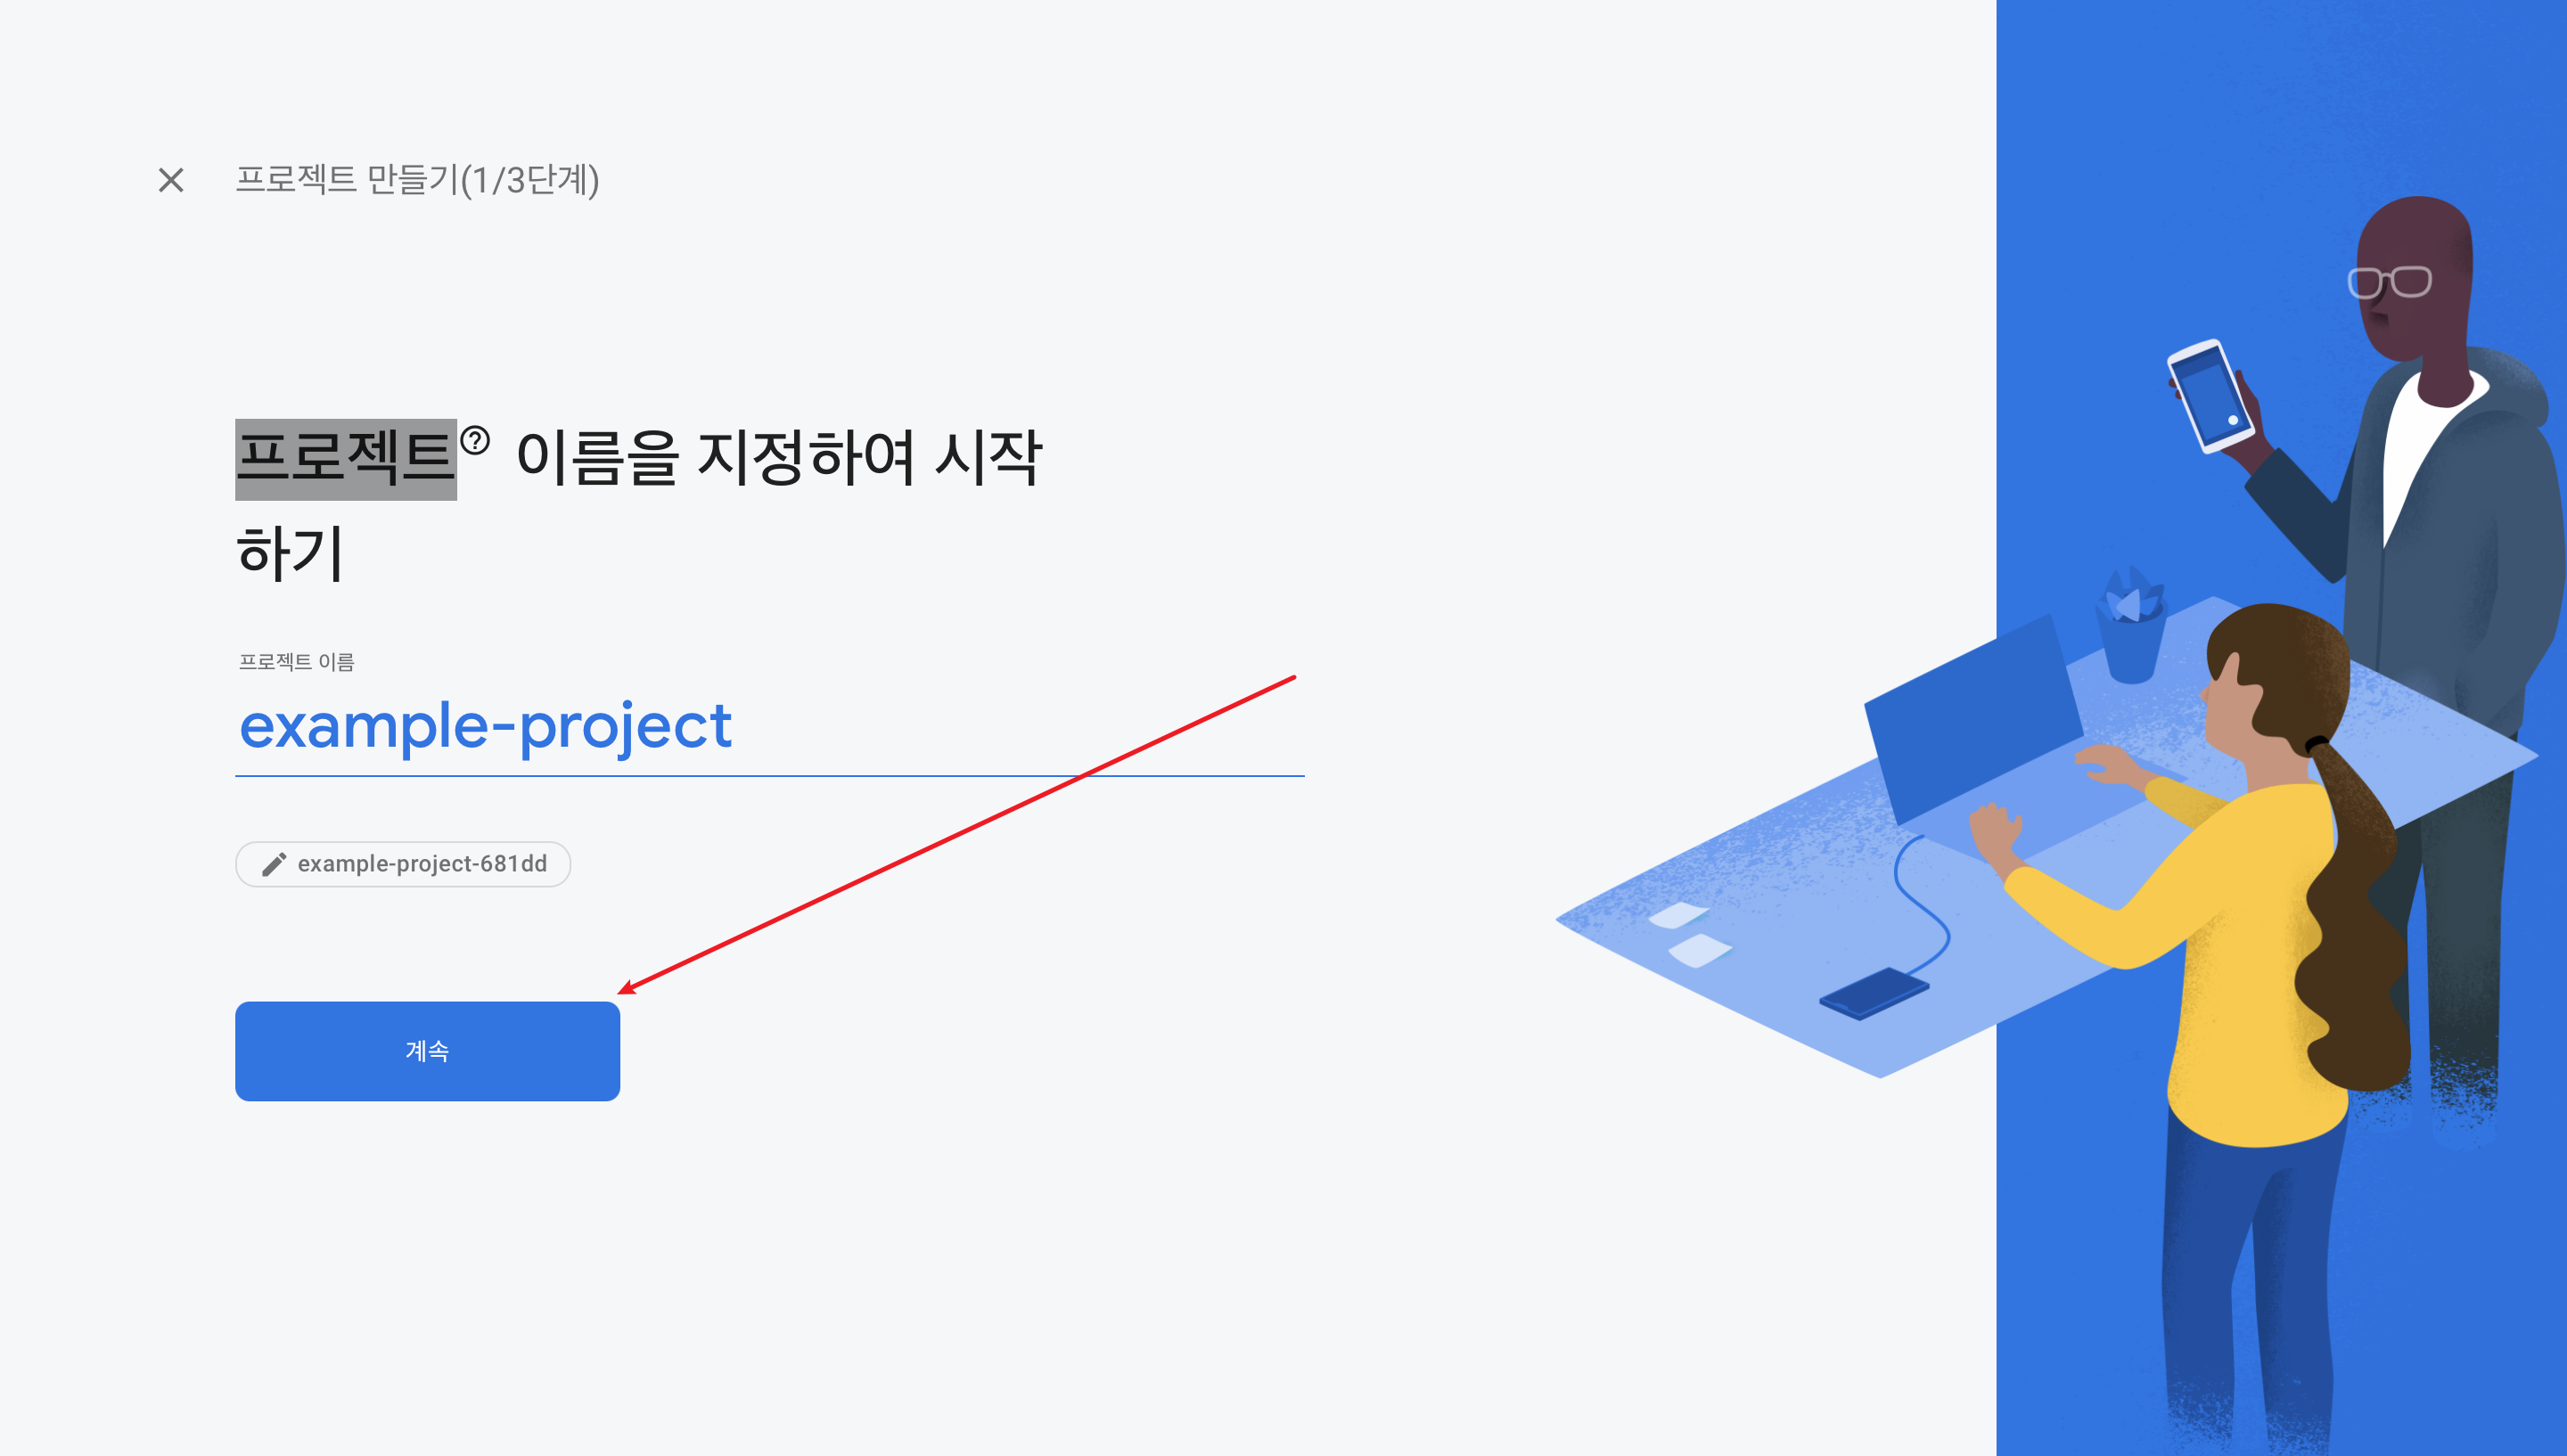 프로젝트 만들기(1/3단계)
프로젝트 이름을 지정하여 시작
하기
프로젝트 이름
example-project
example-project-681dd
계속